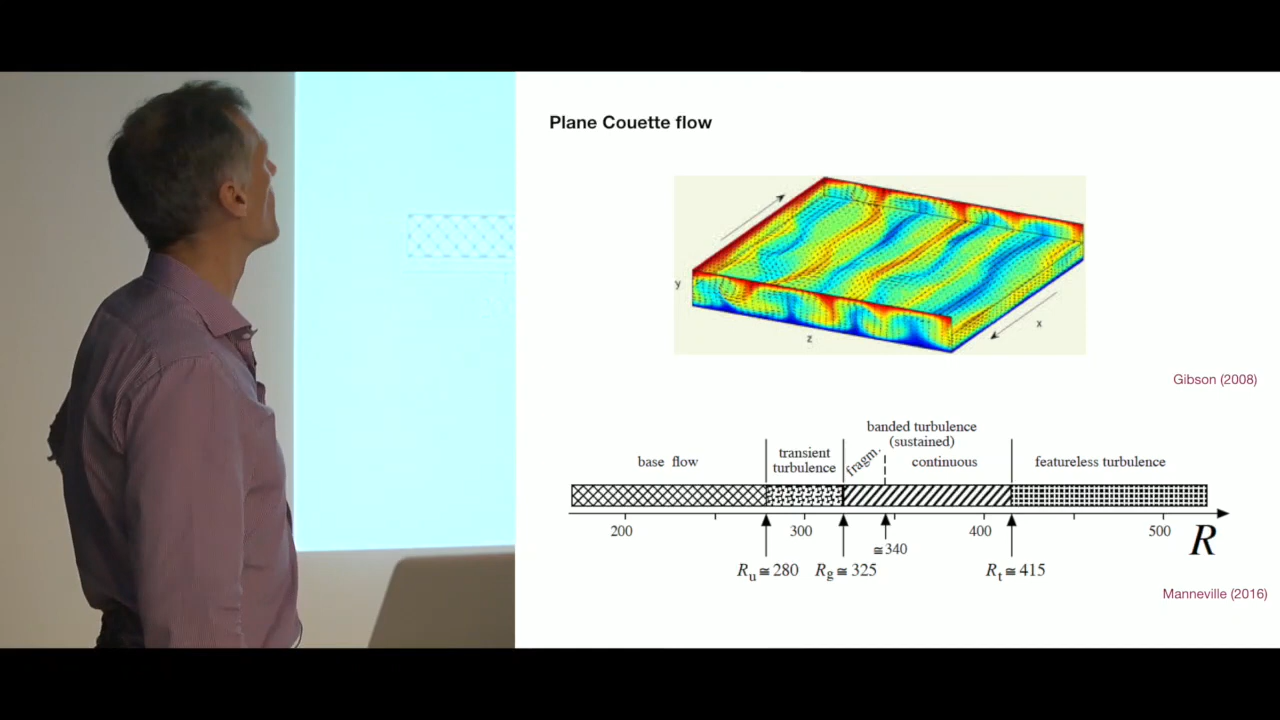 Plane Couette flow
y
z
x
Gibson (2008)
banded turbulence
(sustained)
base flow
transient
turbulence
fragm.
continuous
featureless turbulence
200
300
400
500
R
≅340
Ru≅280
Rg≅325
Rt≅415
Manneville (2016)